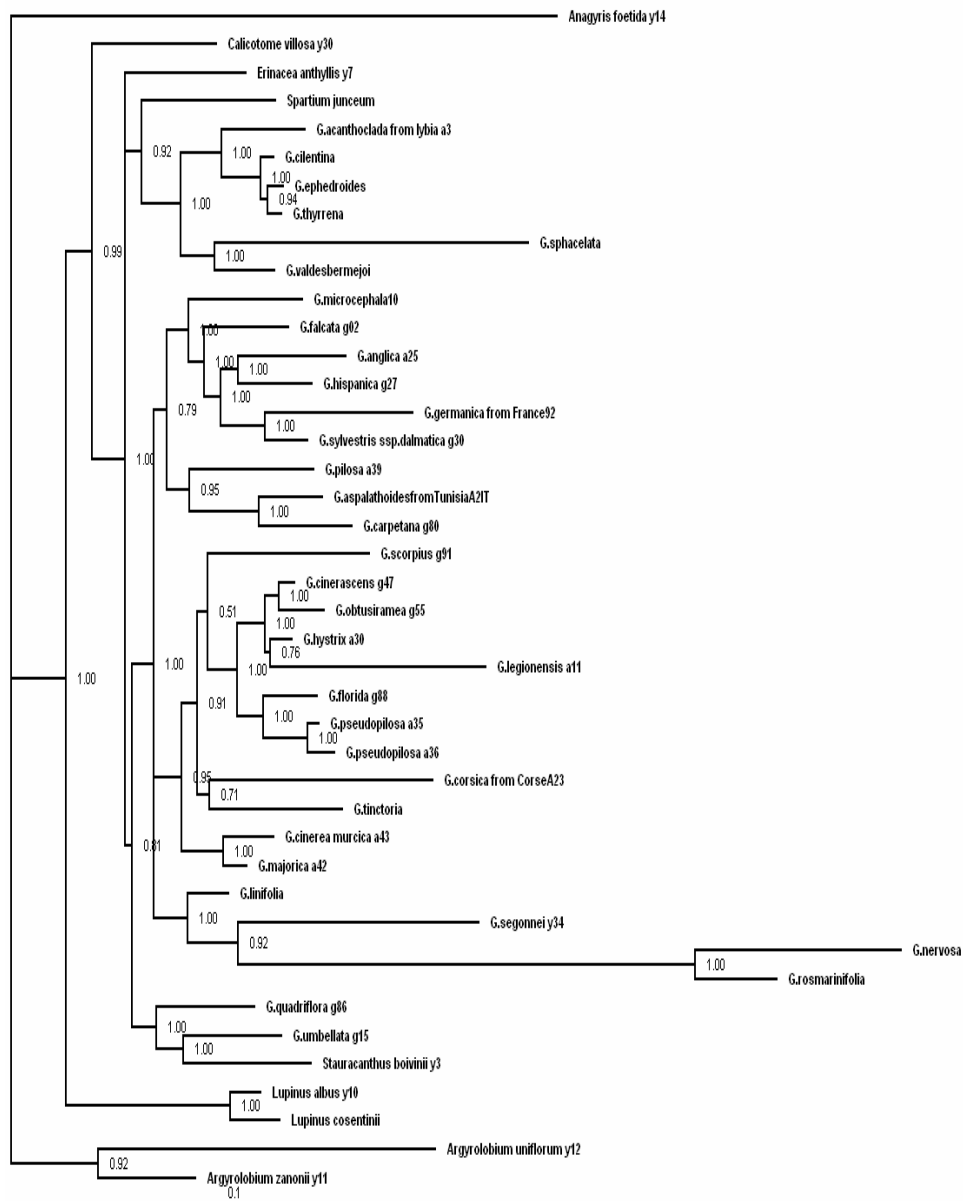 Anagyris foetida y14
Calicotome villosa y30
Erinacea anthyllis y7
Spartium junceum
G.acanthoclada from lybia a3
0.92
1.00
G.cilentina
1.00
G.ephedroides
0.94
1.00
G.thyrrena
G.sphacelata
0.99
1.00
G.valdesbermejoi
G.microcephala10
1.00
G.falcata g02
G.anglica a25
1.00
1.00
G.hispanica g27
1.00
0.79
G.germanica from France92
1.00
G.sylvestris ssp.dalmatica g30
1.00
G.pilosa a39
0.95
G.aspalathoidesfromTunisiaA2IT
1.00
G.carpetana g80
G.scorpius g91
G.cinerascens g47
1.00
0.51
G.obtusiramea g55
1.00
G.hystrix a30
0.76
1.00
1.00
1.00
G.legionensis a11
G.florida g88
0.91
1.00
G.pseudopilosa a35
1.00
G.pseudopilosa a36
0.95
G.corsica from CorseA23
0.71
G.tinctoria
G.cinerea murcica a43
0.81
1.00
G.majorica a42
G.linifolia
1.00
G.segonnei y34
0.92
G.nervosa
1.00
G.rosmarinifolia
G.quadriflora g86
1.00
G.umbellata g15
1.00
Stauracanthus boivinii y3
Lupinus albus y10
1.00
Lupinus cosentinii
Argyrolobium uniflorum y12
0.92
Argyrolobium zanonii y11
0.1